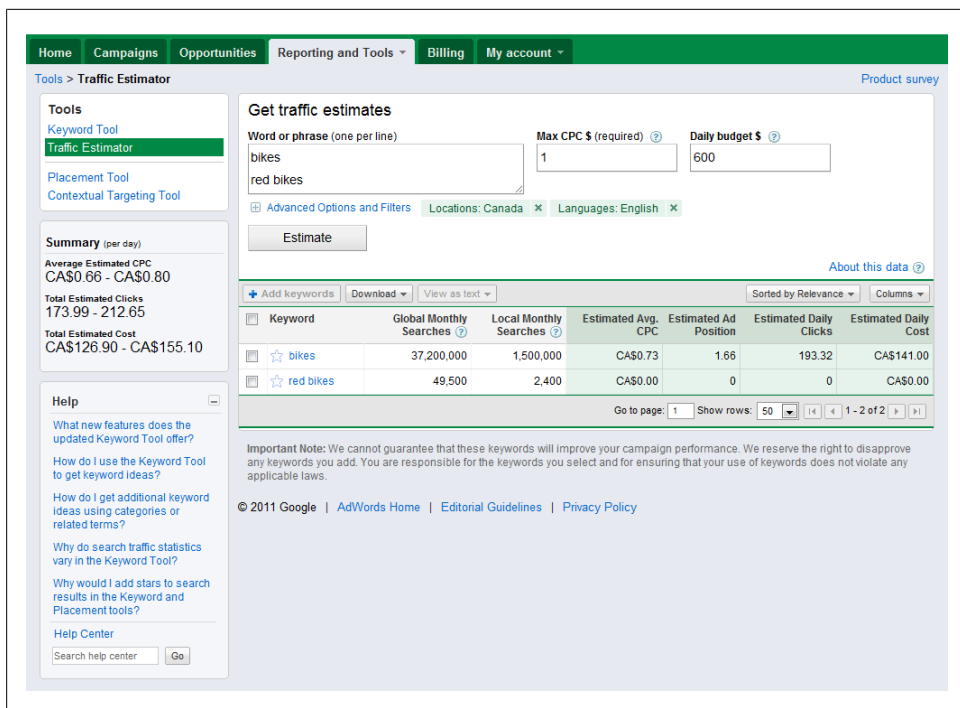 Home Campaigns Opportunities Reporting and Tools Billing My account
Tools > Traffic Estimator Product survey
Tools
Keyword Tool
Traffic Estimator
Placement Tool
Contextual Targeting Tool
Summary (per day)
Average Estimated CPC
CA$0.66 - CA$0.80
Total Estimated Clicks
173.99 - 212.65
Total Estimated Cost
CA$126.90 - CA$155.10
Help
What new features does the
updated Keyword Tool offer?
How do I use the Keyword Tool
to get keyword ideas?
How do I get additional keyword
ideas using categories or
related terms?
Why do search traffic statistics
vary in the Keyword Tool?
Why would I add stars to search
results in the Keyword and
Placement tools?
Help Center
Search help center Go
Get traffic estimates
Word or phrase (one per line) Max CPC $ (required) ? Daily budget $ ?
bikes 1 600
red bikes
Advanced Options and Filters Locations: Canada × Languages: English ×
Estimate
About this data ?
+ Add keywords Download View as text Sorted by Relevance Columns
Keyword Global Monthly Searches ? Local Monthly Searches ? Estimated Avg. CPC Estimated Ad Position Estimated Daily Clicks Estimated Daily Cost
bikes 37,200,000 1,500,000 CA$0.73 1.66 193.32 CA$141.00
red bikes 49,500 2,400 CA$0.00 0 0 CA$0.00
Go to page: 1 Show rows: 50 1 - 2 of 2
Important Note: We cannot guarantee that these keywords will improve your campaign performance. We reserve the right to disapprove
any keywords you add. You are responsible for the keywords you select and for ensuring that your use of keywords does not violate any
applicable laws.
© 2011 Google | AdWords Home | Editorial Guidelines | Privacy Policy